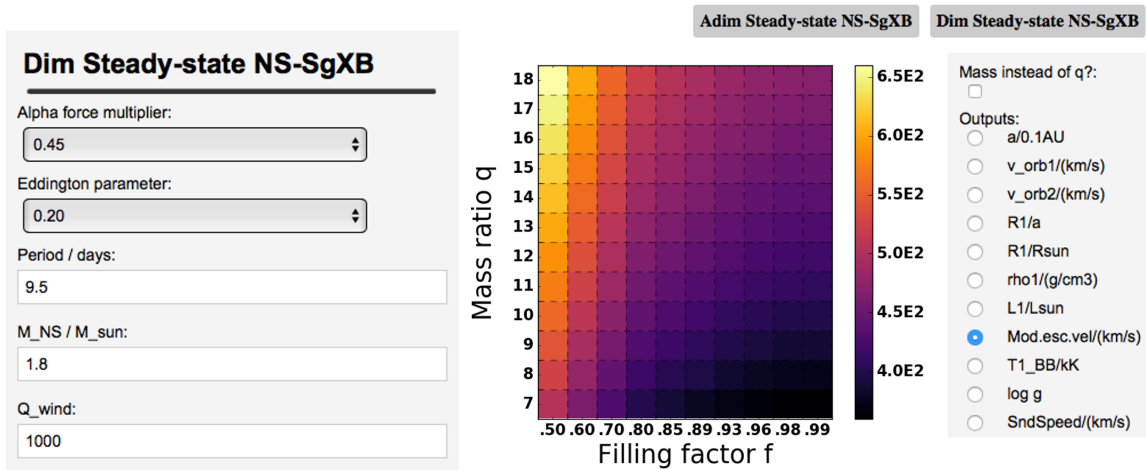 Adim Steady-state NS-SgXB
Dim Steady-state NS-SgXB
Dim Steady-state NS-SgXB
Alpha force multiplier:
0.45
Eddington parameter:
0.20
Period / days:
9.5
M_NS / M_sun:
1.8
Q_wind:
1000
Mass ratio q
18
17
16
15
14
13
12
11
10
9
8
7
.50 .60 .70 .80 .85 .89 .93 .96 .98 .99
Filling factor f
6.5E2
6.0E2
5.5E2
5.0E2
4.5E2
4.0E2
Mass instead of q?:
Outputs:
a/0.1AU
v_orb1/(km/s)
v_orb2/(km/s)
R1/a
R1/Rsun
rho1/(g/cm3)
L1/Lsun
Mod.esc.vel/(km/s)
T1_BB/kK
log g
SndSpeed/(km/s)